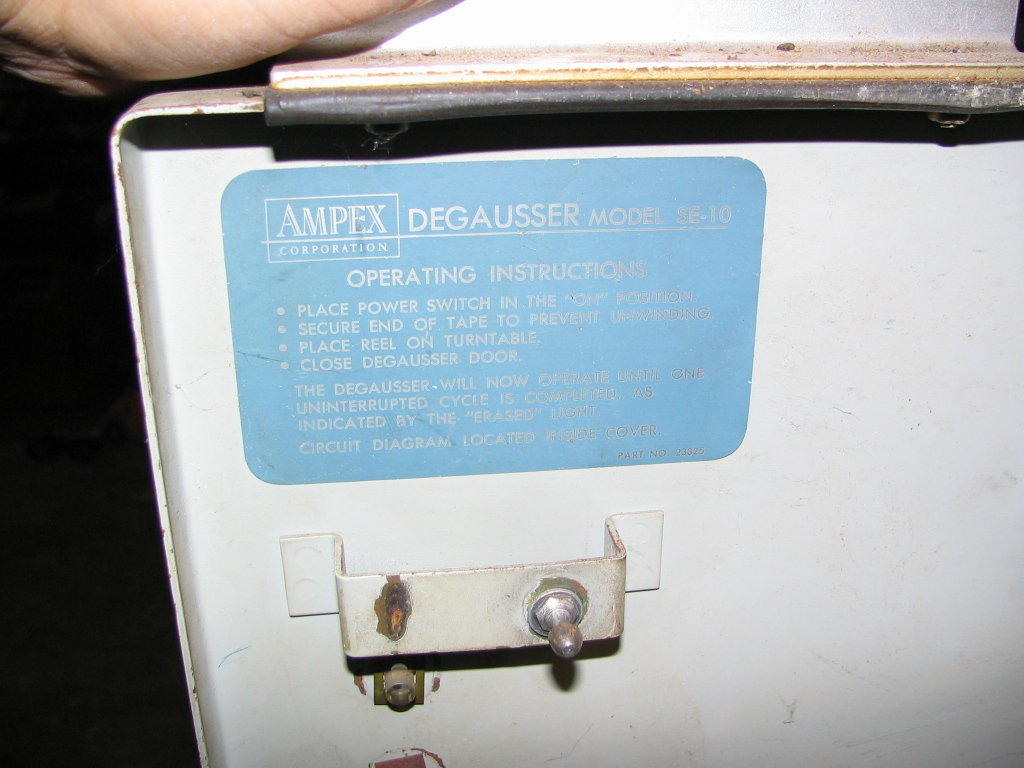 AMPEX
CORPORATION
DEGAUSSER MODEL SE-10
OPERATING INSTRUCTIONS
• PLACE POWER SWITCH IN THE "ON" POSITION.
• SECURE END OF TAPE TO PREVENT UNWINDING.
• PLACE REEL ON TURNTABLE.
• CLOSE DEGAUSSER DOOR.
THE DEGAUSSER WILL NOW OPERATE UNTIL ONE
UNINTERRUPTED CYCLE IS COMPLETED, AS
INDICATED BY THE "ERASED" LIGHT.
CIRCUIT DIAGRAM LOCATED INSIDE COVER.
PART NO. 23325